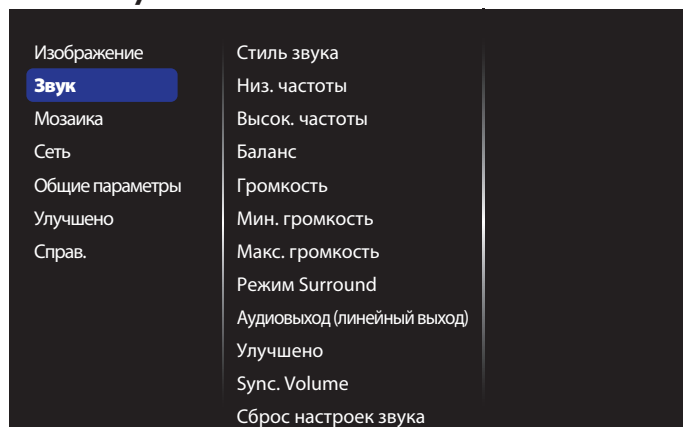 Изображение
Звук
Мозаика
Сеть
Общие параметры
Улучшено
Справ.
Стиль звука
Низ. частоты
Высок. частоты
Баланс
Громкость
Мин. громкость
Макс. громкость
Режим Surround
Аудиовыход (линейный выход)
Улучшено
Sync. Volume
Сброс настроек звука